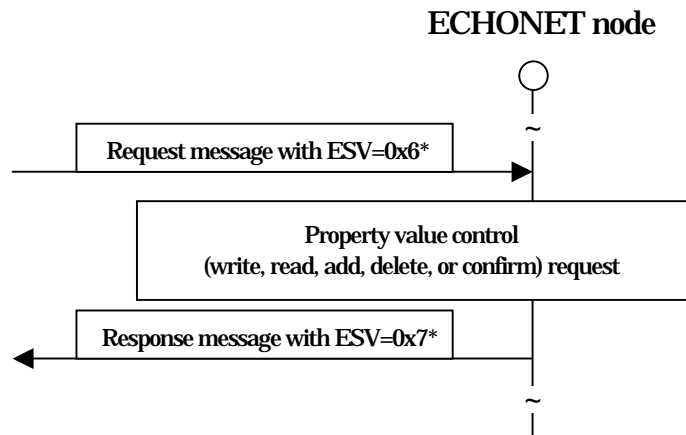 ECHONET node
~
Request message with ESV=0x6*
Property value control
(write, read, add, delete, or confirm) request
Response message with ESV=0x7*
~